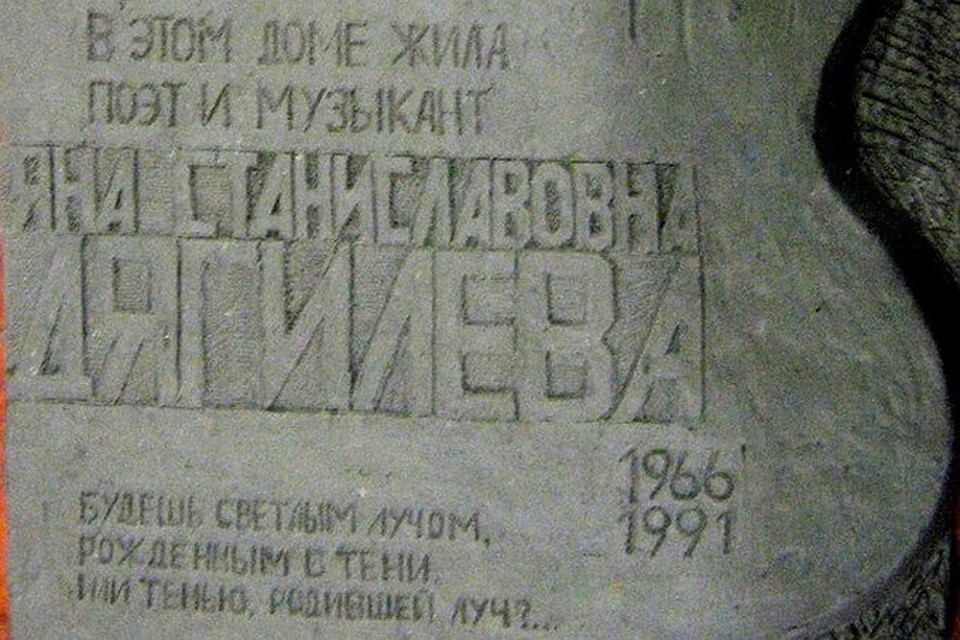 В ЭТОМ ДОМЕ ЖИЛА
ПОЭТ И МУЗЫКАНТ
ЯНА СТАНИСЛАВОВНА
ДЯГИЛЕВА
1966
1991
БУДЕШЬ СВЕТЛЫМ ЛУЧОМ,
РОЖДЕННЫМ С ТЕНИ.
ИЛИ ТЕНЬЮ, РОДИВШЕЙ ЛУЧ?...